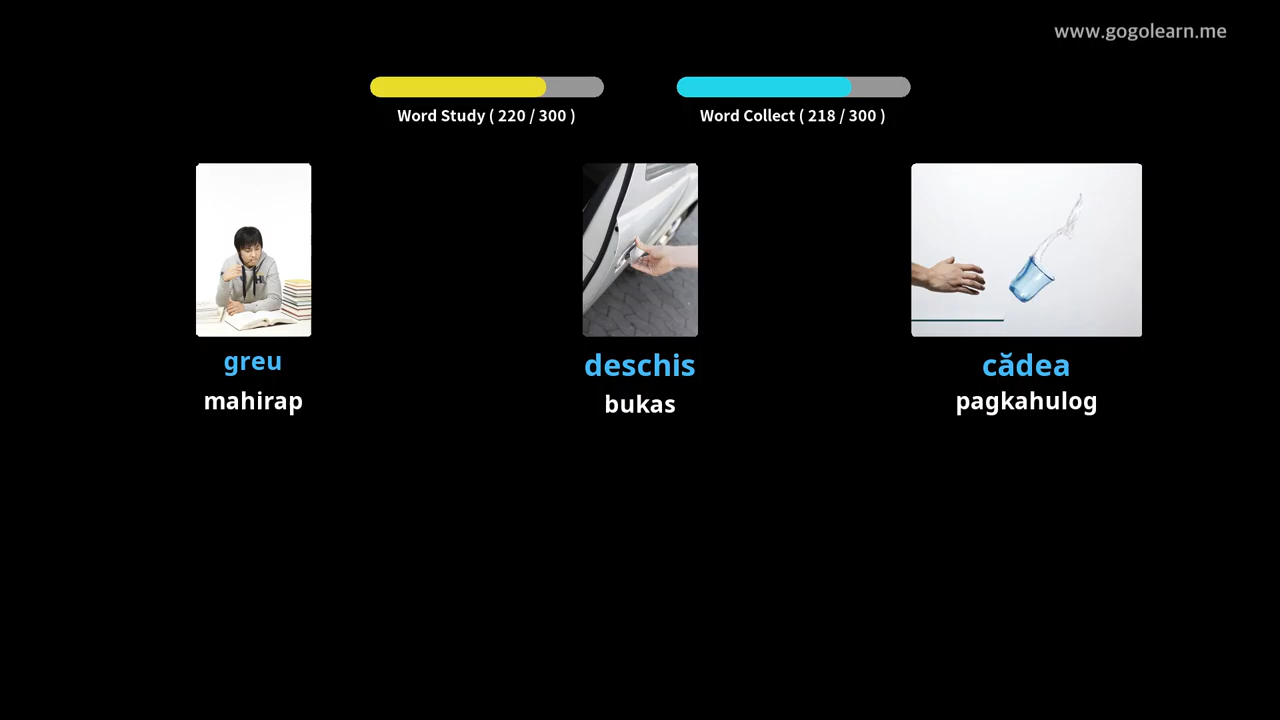 www.gogolearn.me
Word Study ( 220 / 300 )
Word Collect ( 218 / 300 )
greu
mahirap
deschis
bukas
cădea
pagkahulog